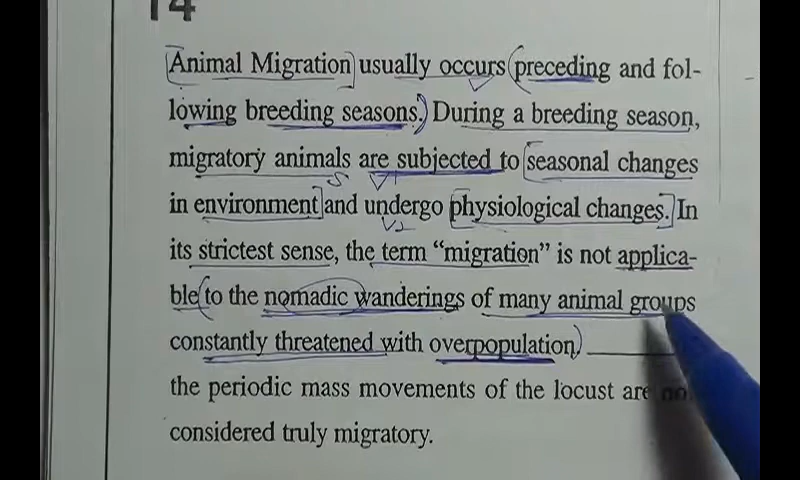 14
Animal Migration usually occurs preceding and fol-
lowing breeding seasons. During a breeding season,
migratory animals are subjected to seasonal changes
in environment and undergo physiological changes. In
its strictest sense, the term “migration” is not applica-
ble to the nomadic wanderings of many animal groups
constantly threatened with overpopulation.
the periodic mass movements of the locust are
considered truly migratory.